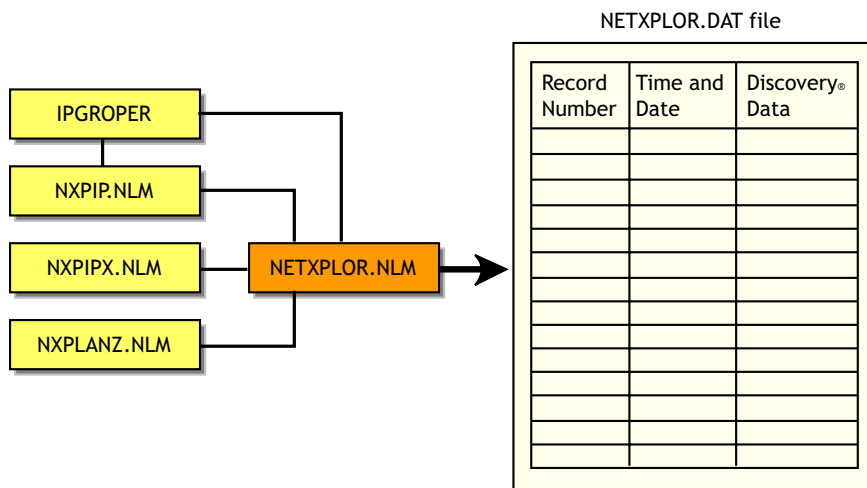 NETXPLOR.DAT file
Record Number
Time and Date
Discovery® Data
IPGROPER
NXPIP.NLM
NXPIPX.NLM
NETXPLOR.NLM
NXPLANZ.NLM